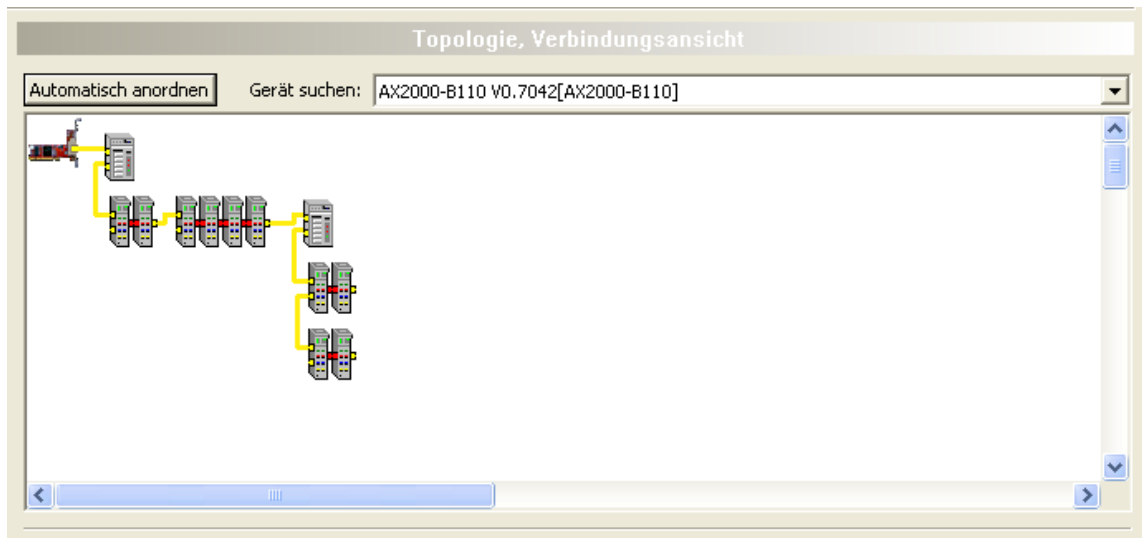 Topologie, Verbindungsansicht
Automatisch anordnen Gerät suchen: AX2000-B110 V0.7042[AX2000-B110]